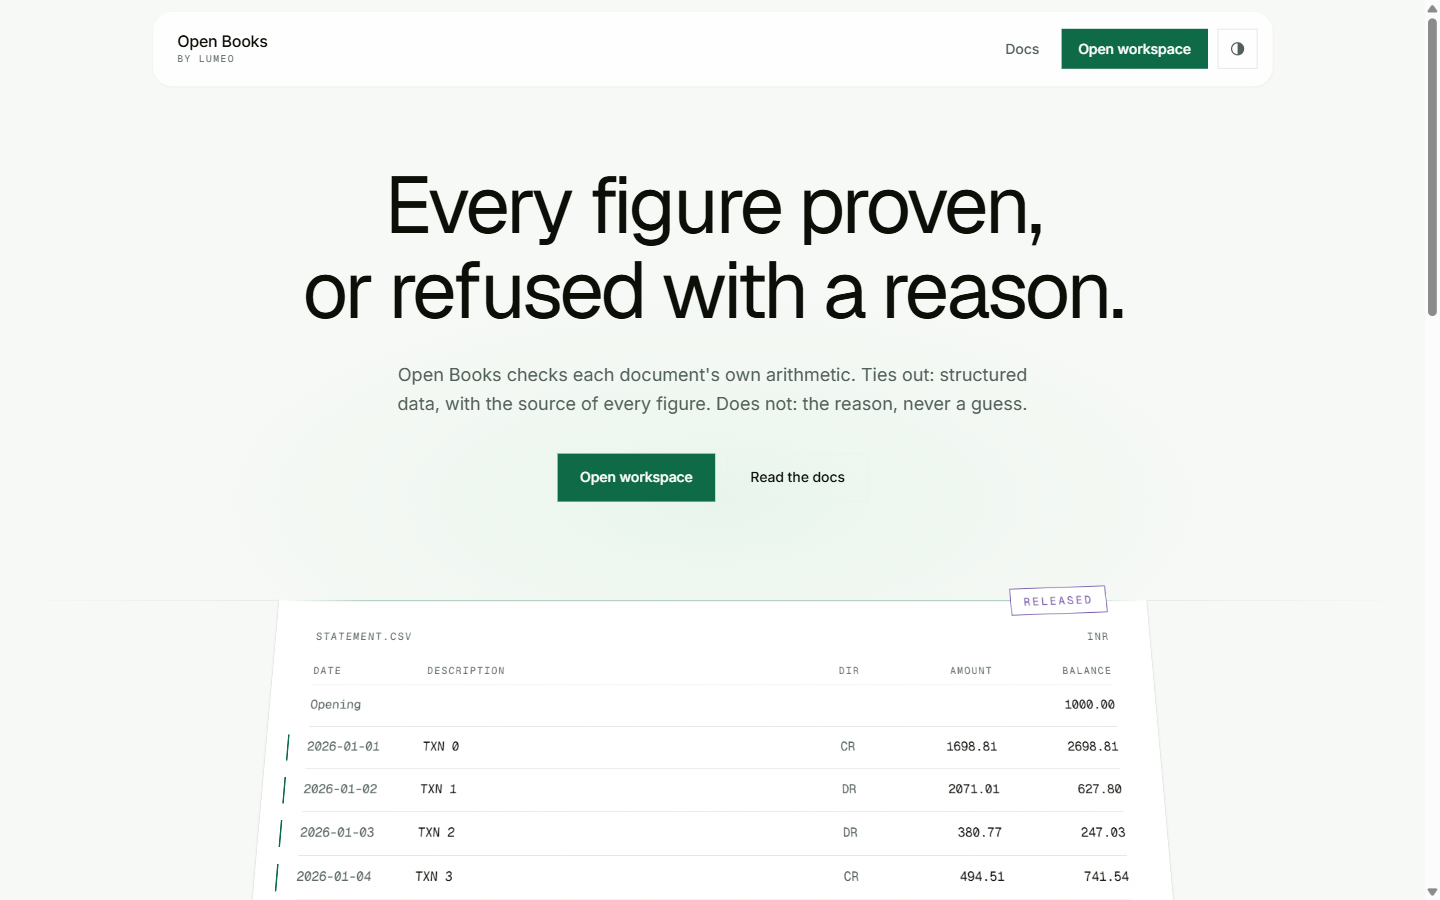 Open Books
BY LUMEO
Docs
Open workspace
Every figure proven,
or refused with a reason.
Open Books checks each document's own arithmetic. Ties out: structured
data, with the source of every figure. Does not: the reason, never a guess.
Open workspace
Read the docs
RELEASED
STATEMENT.CSV INR
DATE DESCRIPTION DIR AMOUNT BALANCE
Opening 1000.00
2026-01-01 TXN 0 CR 1698.81 2698.81
2026-01-02 TXN 1 DR 2071.01 627.80
2026-01-03 TXN 2 DR 380.77 247.03
2026-01-04 TXN 3 CR 494.51 741.54